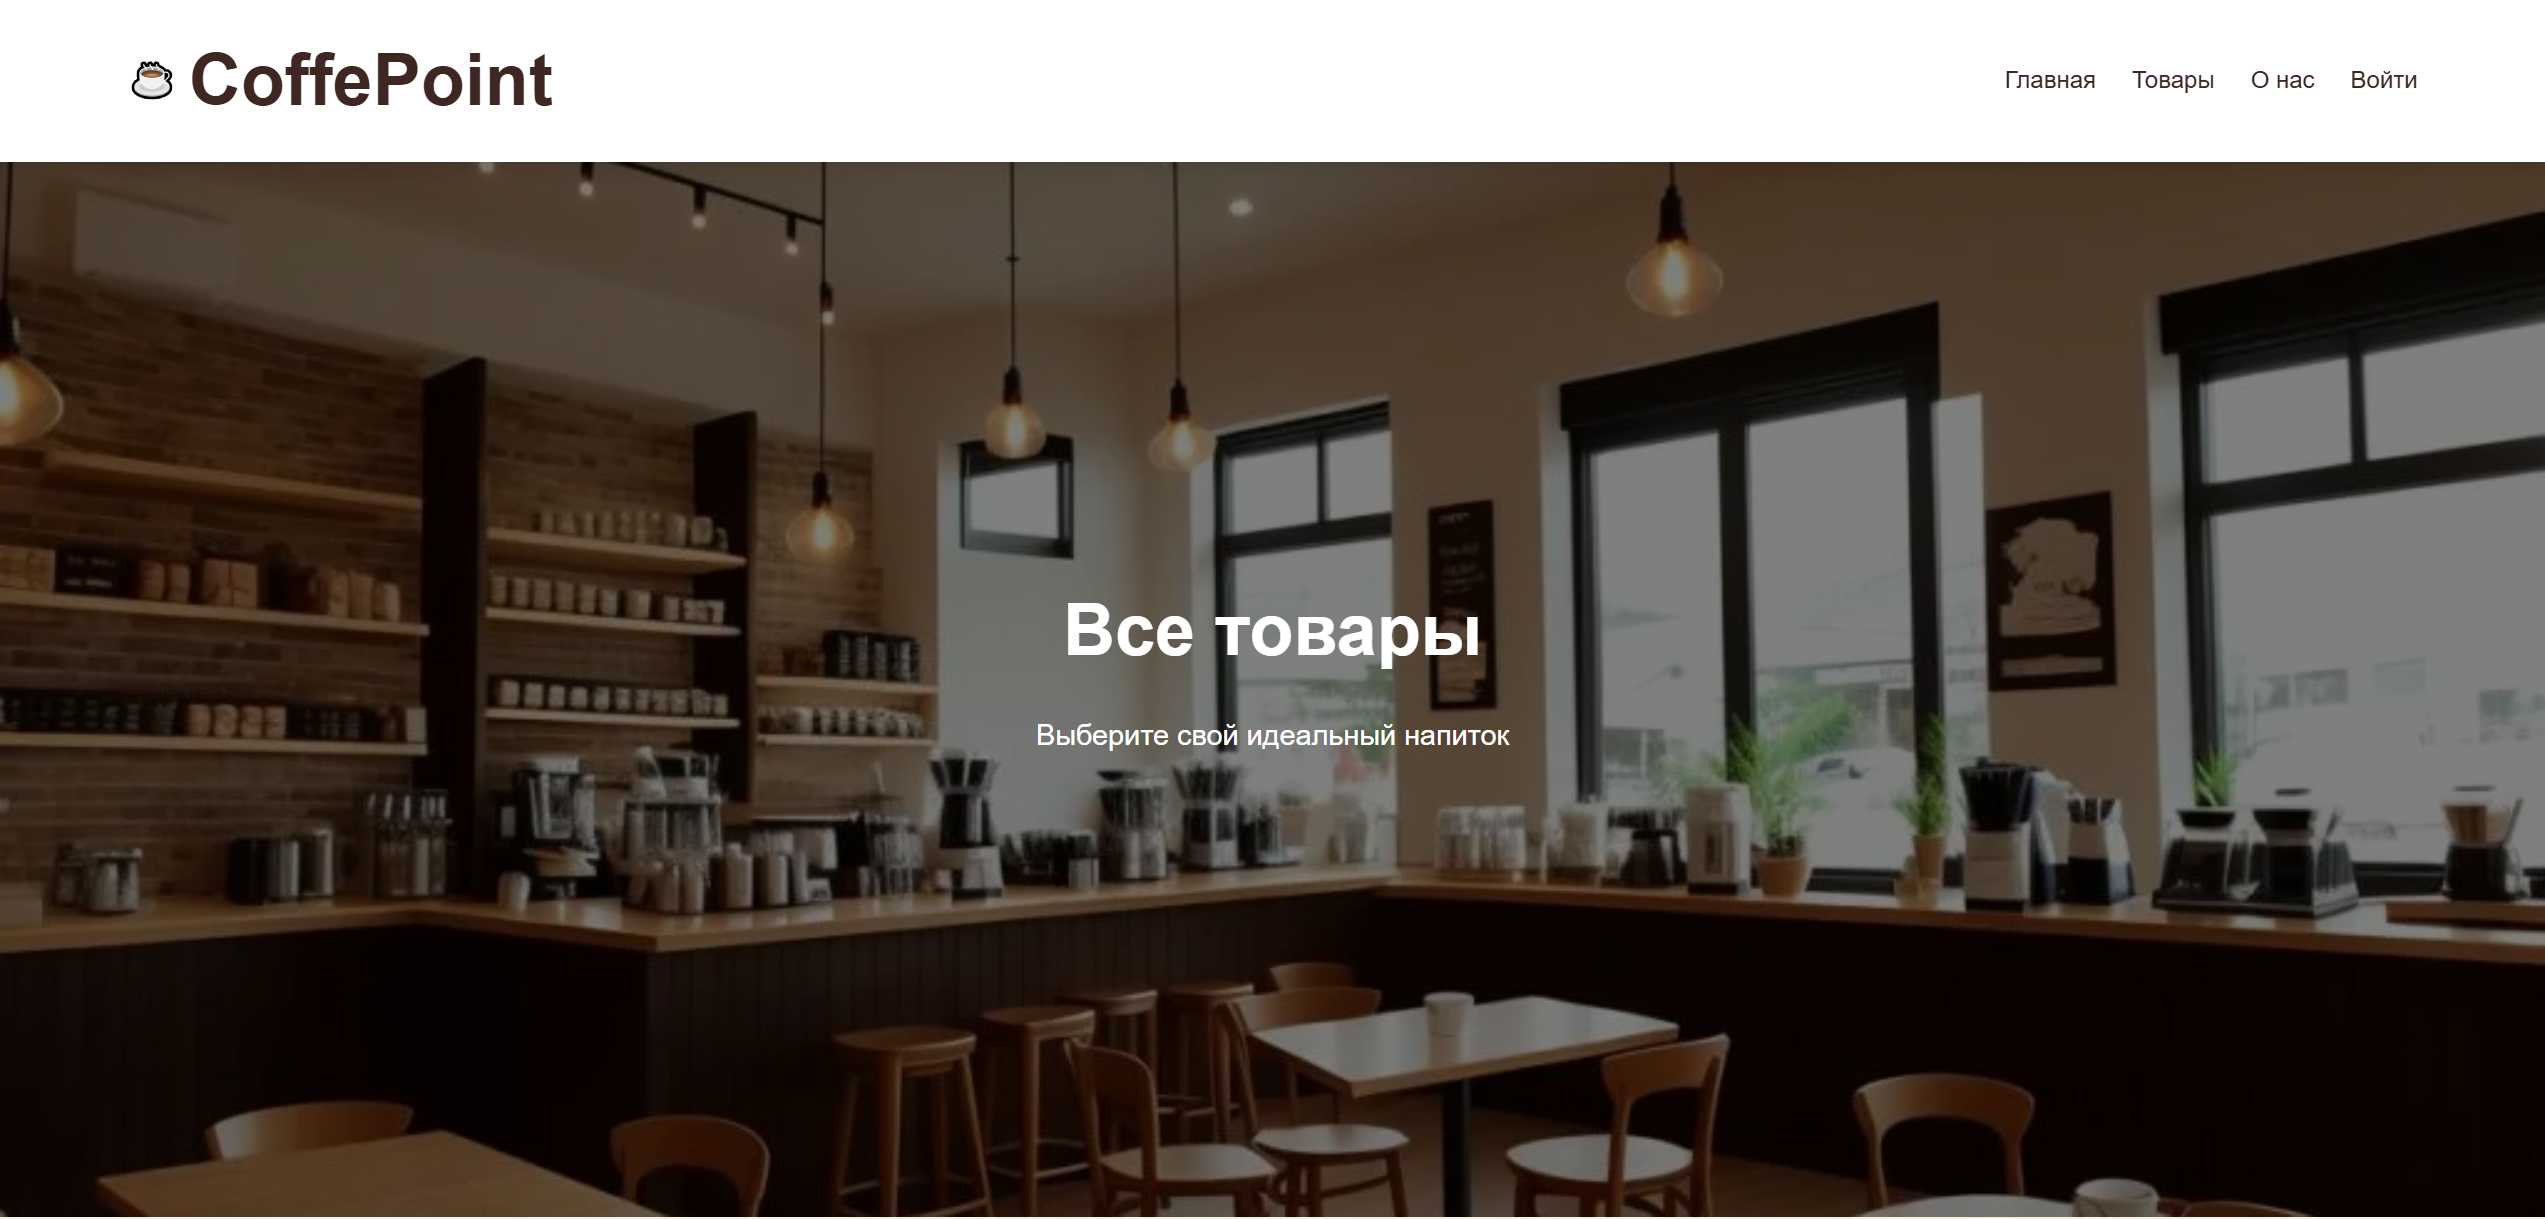 CoffePoint
Главная Товары О нас Войти
Все товары
Выберите свой идеальный напиток